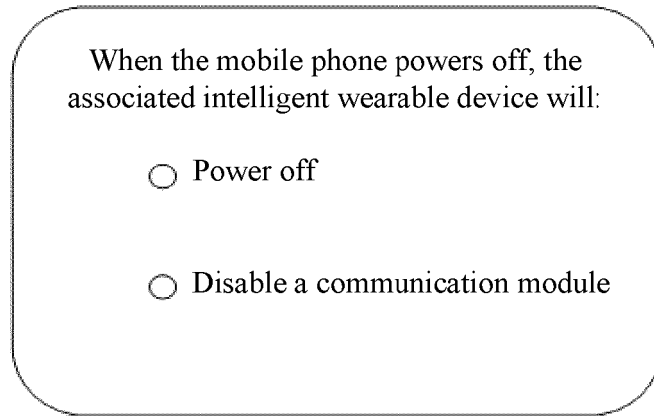 When the mobile phone powers off, the
associated intelligent wearable device will:
Power off
Disable a communication module